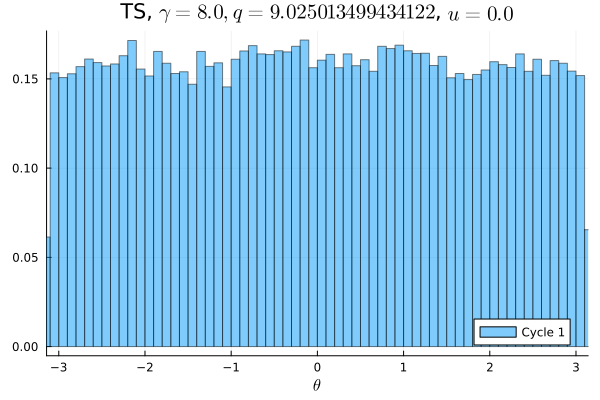 TS, γ = 8.0, q = 9.025013499434122, u = 0.0
0.15
0.10
0.05
0.00
Cycle 1
−3 −2 −1 0 1 2 3
θ